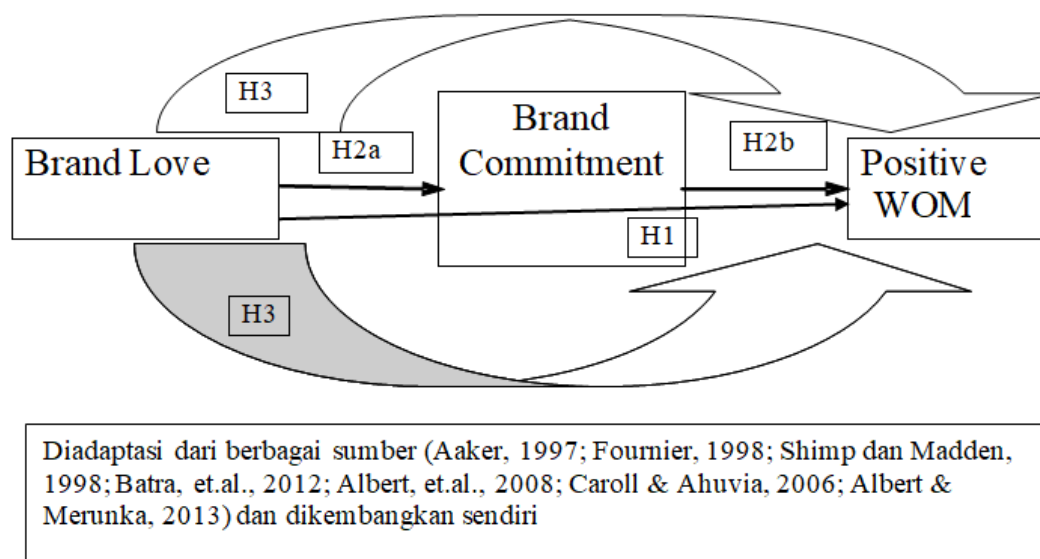 H3
H2a
Brand
Commitment
H2b
Brand Love
Positive
WOM
H1
H3
Diadaptasi dari berbagai sumber (Aaker, 1997; Fournier, 1998; Shimp dan Madden,
1998; Batra, et.al., 2012; Albert, et.al., 2008; Caroll & Ahuvia, 2006; Albert &
Merunka, 2013) dan dikembangkan sendiri